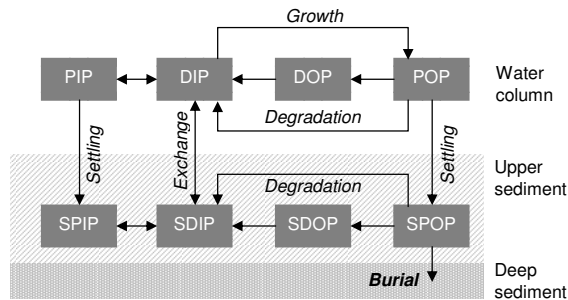 Growth
PIP
DIP
DOP
POP
Water
column
Degradation
Settling
Exchange
Settling
Upper
sediment
Degradation
SPIP
SDIP
SDOP
SPOP
Burial
Deep
sediment